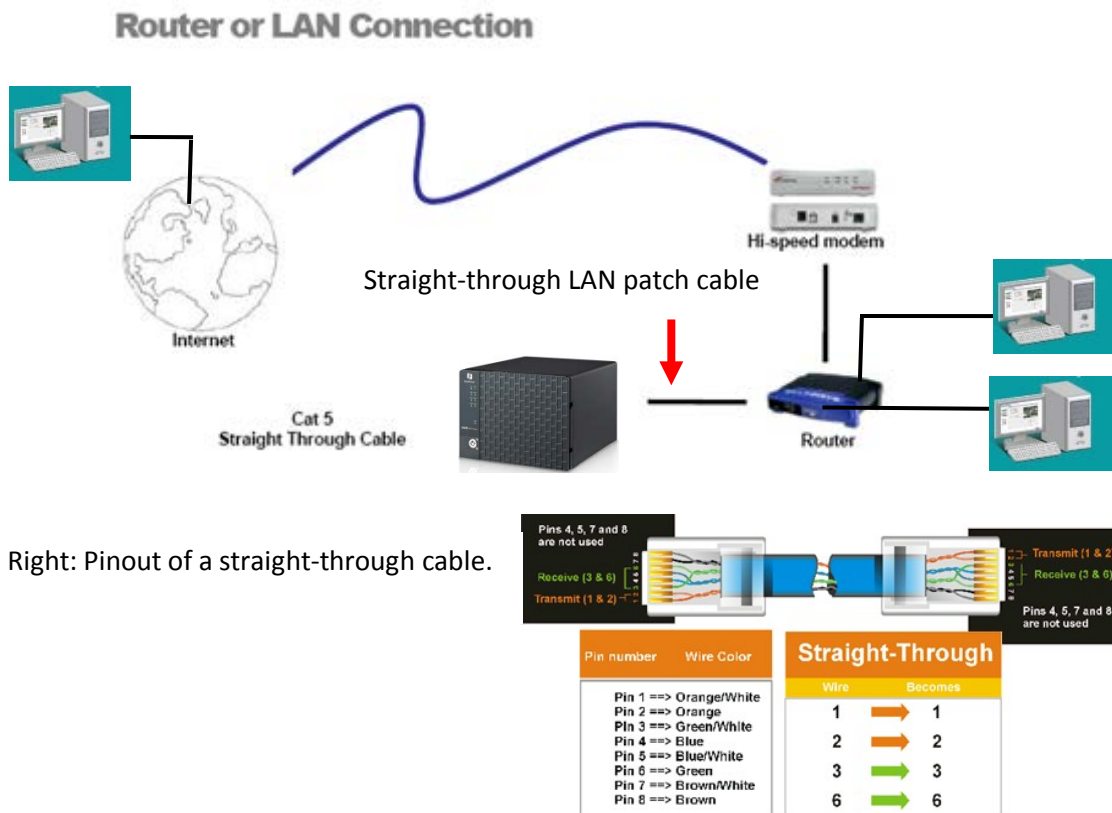 Router or LAN Connection
Hi-speed modem
Straight-through LAN patch cable
Internet
Cat 5
Straight Through Cable
Router
Right: Pinout of a straight-through cable.
Pins 4, 5, 7 and 8
are not used
Receive (3 & 6)
Transmit (1 & 2)
Transmit (1 & 2)
Receive (3 & 6)
Pins 4, 5, 7 and 8
are not used
Pin number Wire Color
Pin 1 ==> Orange/White
Pin 2 ==> Orange
Pin 3 ==> Green/White
Pin 4 ==> Blue
Pin 5 ==> Blue/White
Pin 6 ==> Green
Pin 7 ==> Brown/White
Pin 8 ==> Brown
Straight-Through
Wire Becomes
1 1
2 2
3 3
6 6